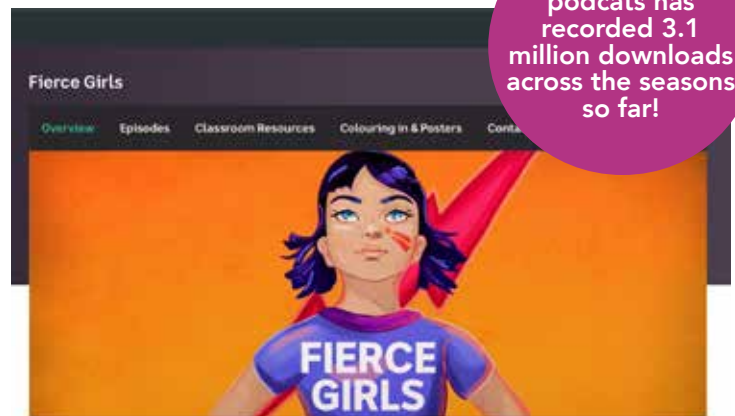 podcats has
recorded 3.1
million downloads
across the seasons
so far!
Fierce Girls
Overview Episodes Classroom Resources Colouring in & Posters
FIERCE
GIRLS